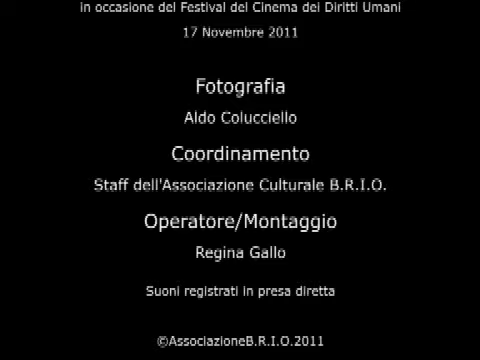 in occasione del Festival del Cinema dei Diritti Umani
17 Novembre 2011
Fotografia
Aldo Colucciello
Coordinamento
Staff dell'Associazione Culturale B.R.I.O.
Operatore/Montaggio
Regina Gallo
Suoni registrati in presa diretta
©AssociazioneB.R.I.O.2011